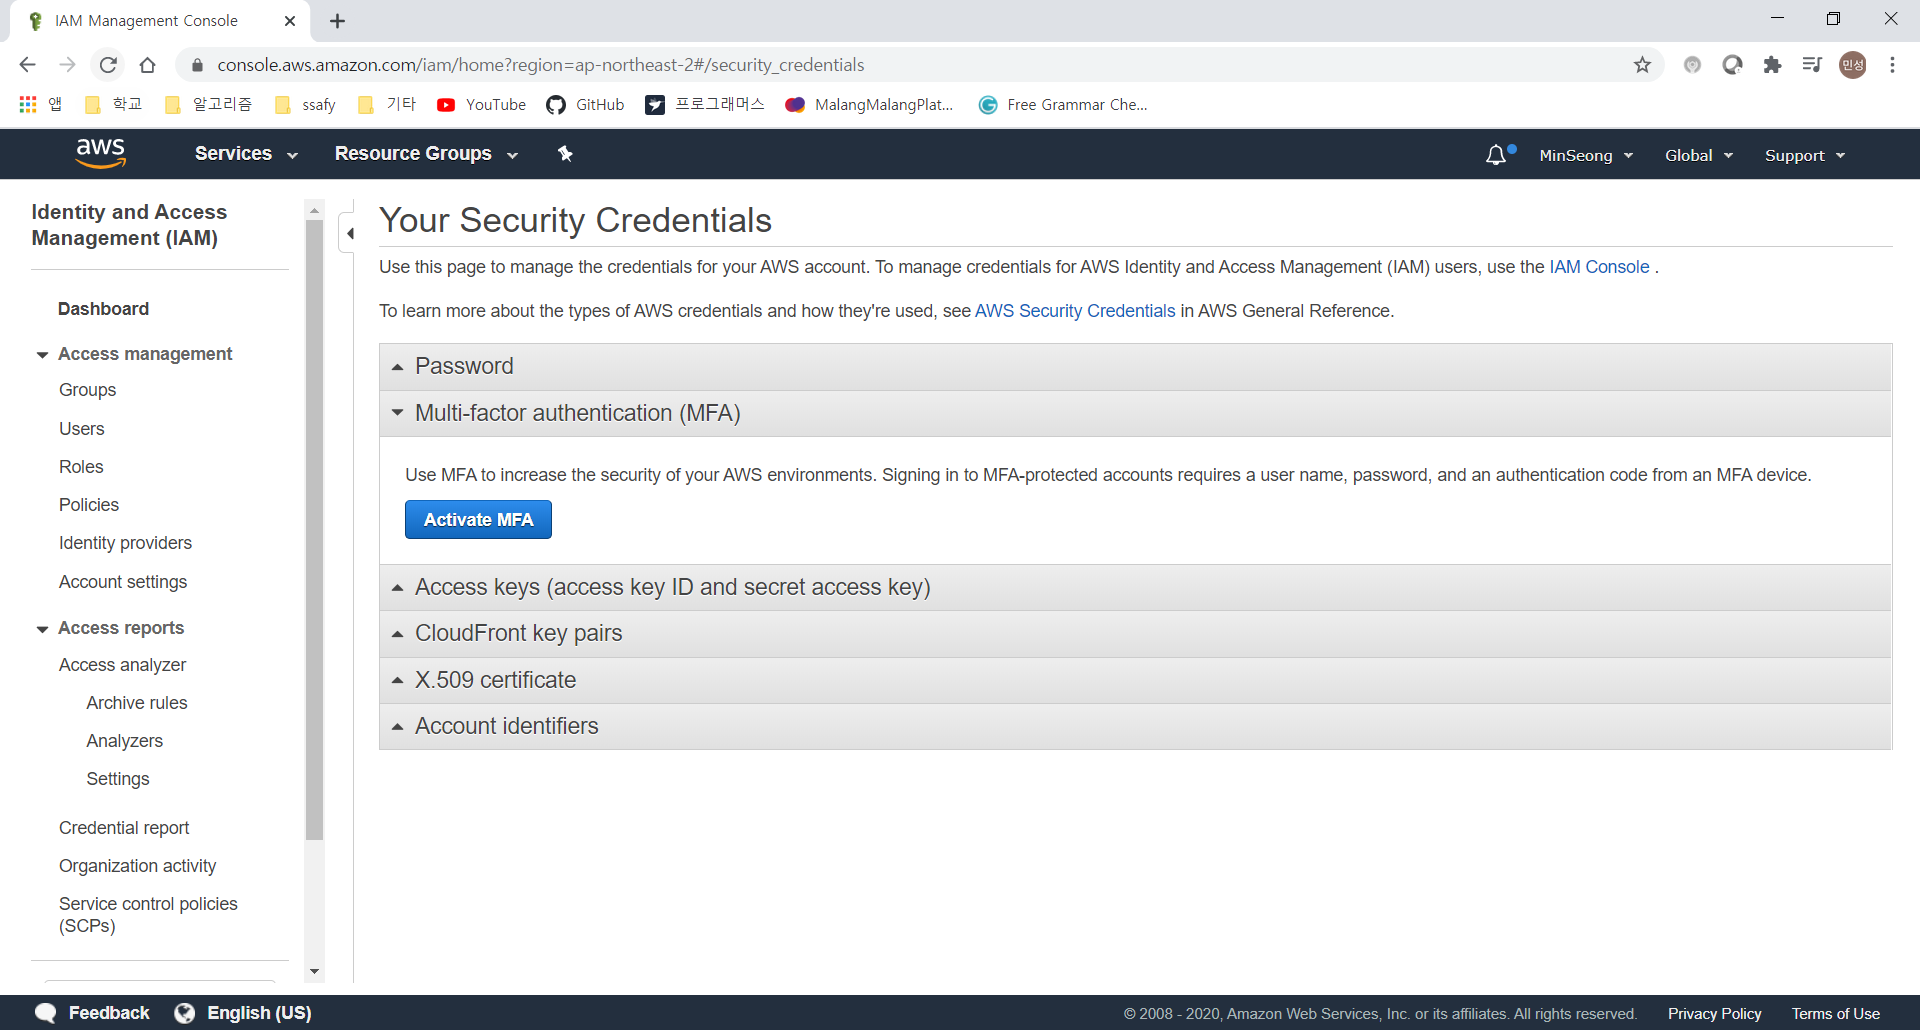 IAM Management Console
console.aws.amazon.com/iam/home?region=ap-northeast-2#/security_credentials
민성
앱 학교 알고리즘 ssafy 기타 YouTube GitHub 프로그래머스 MalangMalangPlat... Free Grammar Che...
aws Services Resource Groups MinSeong Global Support
Identity and Access
Management (IAM)
Dashboard
Access management
Groups
Users
Roles
Policies
Identity providers
Account settings
Access reports
Access analyzer
Archive rules
Analyzers
Settings
Credential report
Organization activity
Service control policies
(SCPs)
Your Security Credentials
Use this page to manage the credentials for your AWS account. To manage credentials for AWS Identity and Access Management (IAM) users, use the IAM Console .
To learn more about the types of AWS credentials and how they're used, see AWS Security Credentials in AWS General Reference.
Password
Multi-factor authentication (MFA)
Use MFA to increase the security of your AWS environments. Signing in to MFA-protected accounts requires a user name, password, and an authentication code from an MFA device.
Activate MFA
Access keys (access key ID and secret access key)
CloudFront key pairs
X.509 certificate
Account identifiers
Feedback English (US) © 2008 - 2020, Amazon Web Services, Inc. or its affiliates. All rights reserved. Privacy Policy Terms of Use